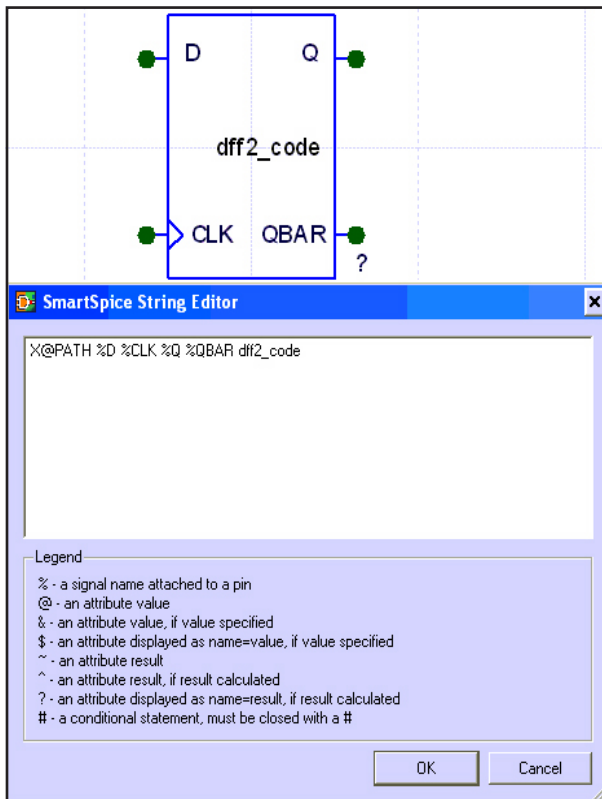 D Q
dff2_code
CLK QBAR
?
SmartSpice String Editor
X@PATH %D %CLK %Q %QBAR dff2_code
Legend
% - a signal name attached to a pin
@ - an attribute value
& - an attribute value, if value specified
$ - an attribute displayed as name=value, if value specified
~ - an attribute result
^ - an attribute result, if result calculated
? - an attribute displayed as name=result, if result calculated
# - a conditional statement, must be closed with a #
OK Cancel